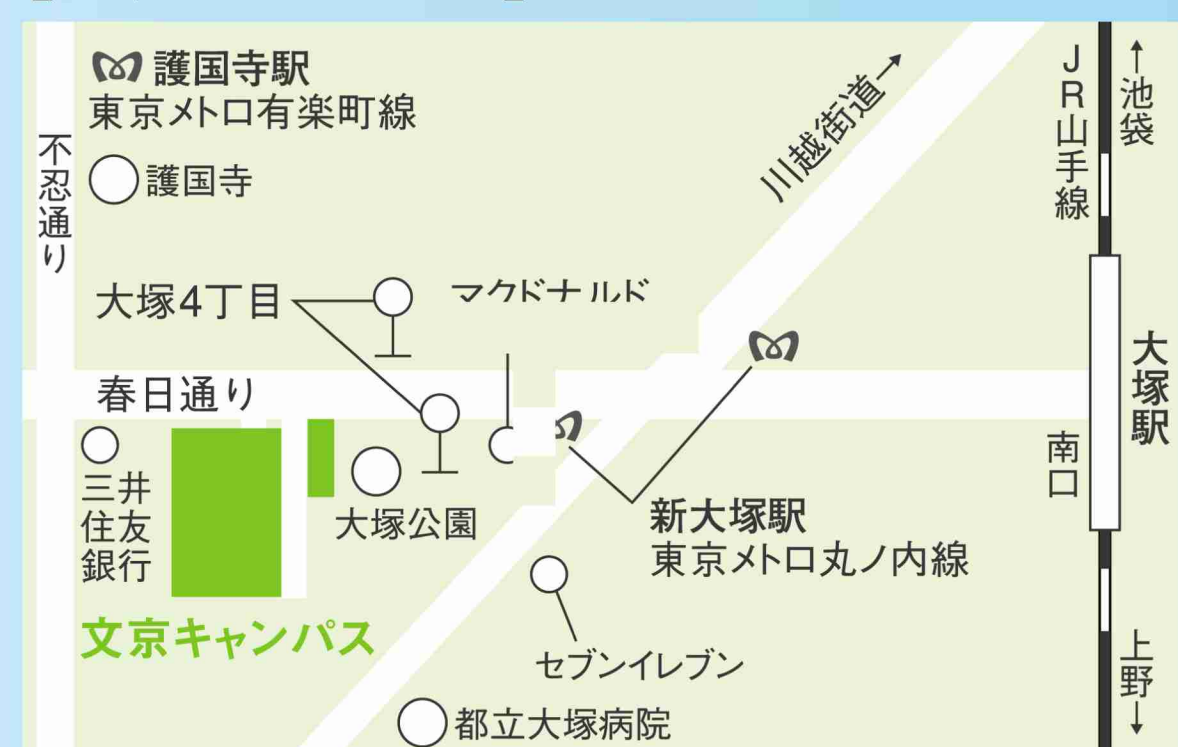 護国寺駅
東京メトロ有楽町線
護国寺
不忍通り
川越街道→
JR山手線
↑池袋
大塚4丁目
マクドナルド
春日通り
大塚駅
南口
三井
住友
銀行
大塚公園
新大塚駅
東京メトロ丸ノ内線
文京キャンパス
セブンイレブン
都立大塚病院
上野↓